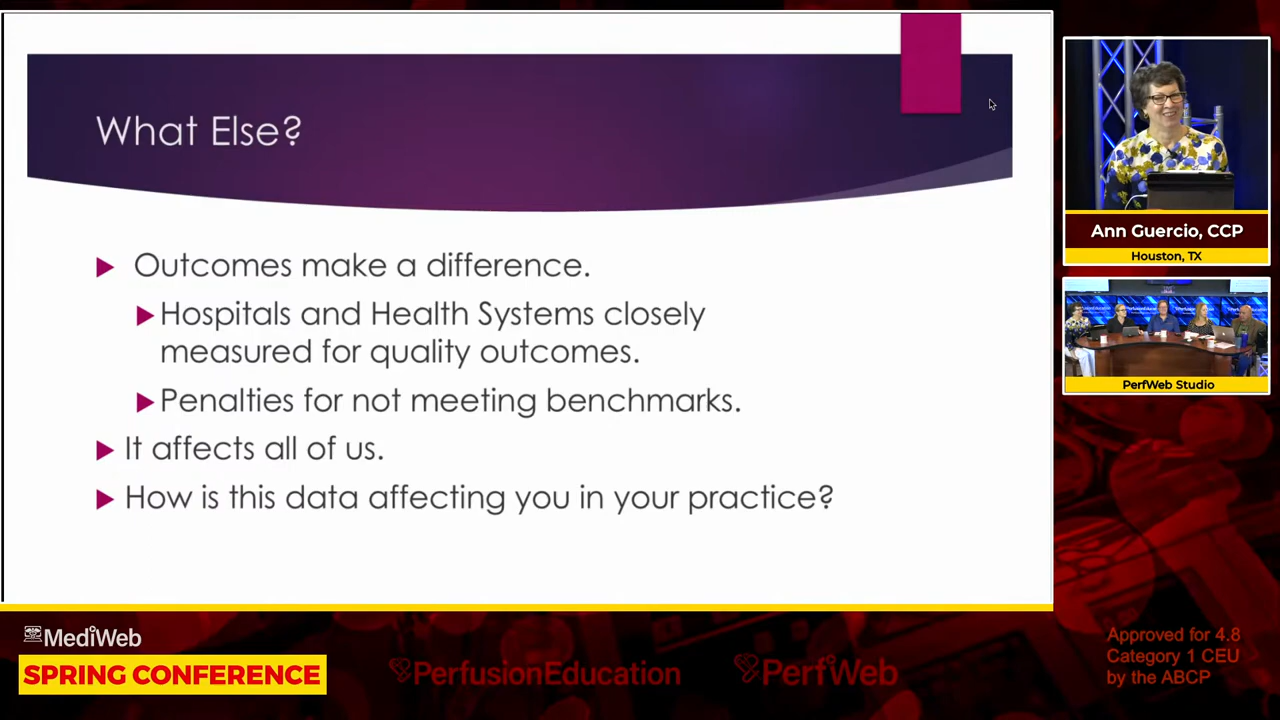 What Else?
Outcomes make a difference.
Hospitals and Health Systems closely
measured for quality outcomes.
Penalties for not meeting benchmarks.
It affects all of us.
How is this data affecting you in your practice?
Ann Guercio, CCP
Houston, TX
PerfWeb Studio
MediWeb
SPRING CONFERENCE
PerfusionEducation
PerfWeb
Approved for 4.8
Category 1 CEU
by the ABCP